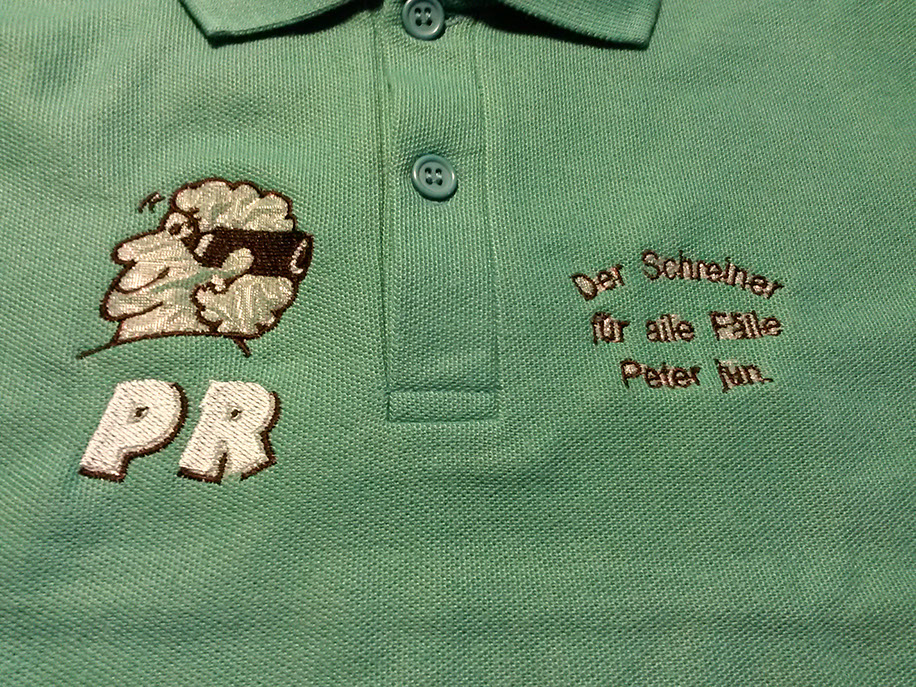 PR
Der Schreiner
für alle Fälle
Peter jun.